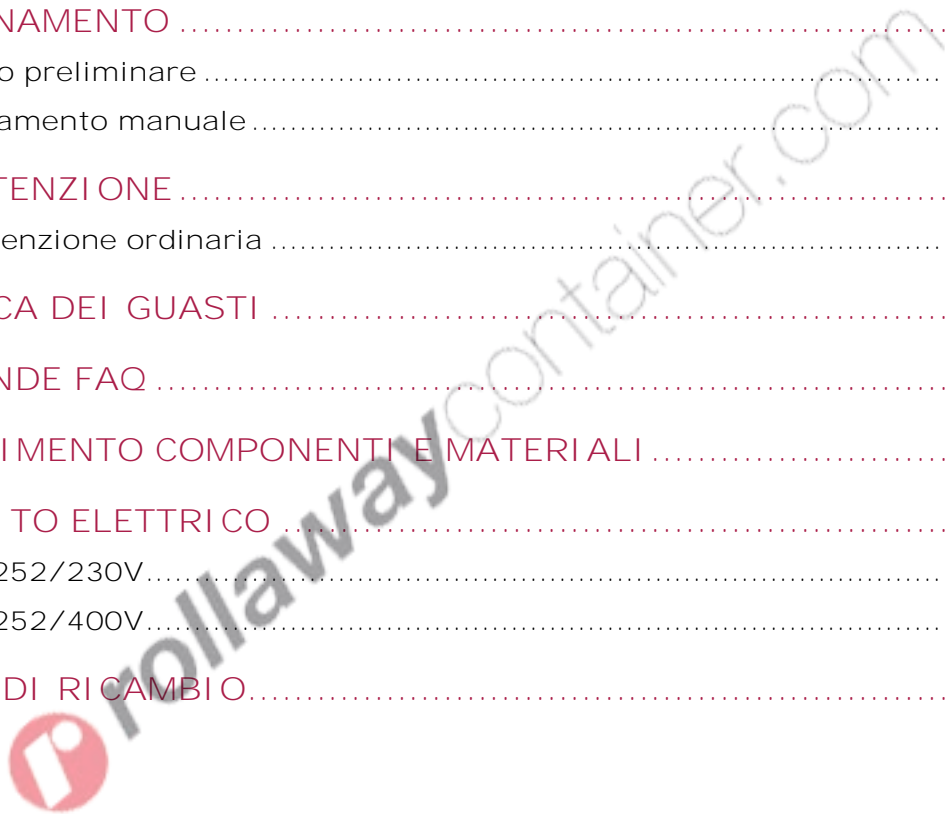 NAMENTO
o preliminare
amento manuale
TENZIONE
enzione ordinaria
CA DEI GUASTI
NDE FAQ
IMENTO COMPONENTI E MATERIALI
TO ELETTRICO
252/230V
252/400V
DI RICAMBIO
rollawaycontainer.com